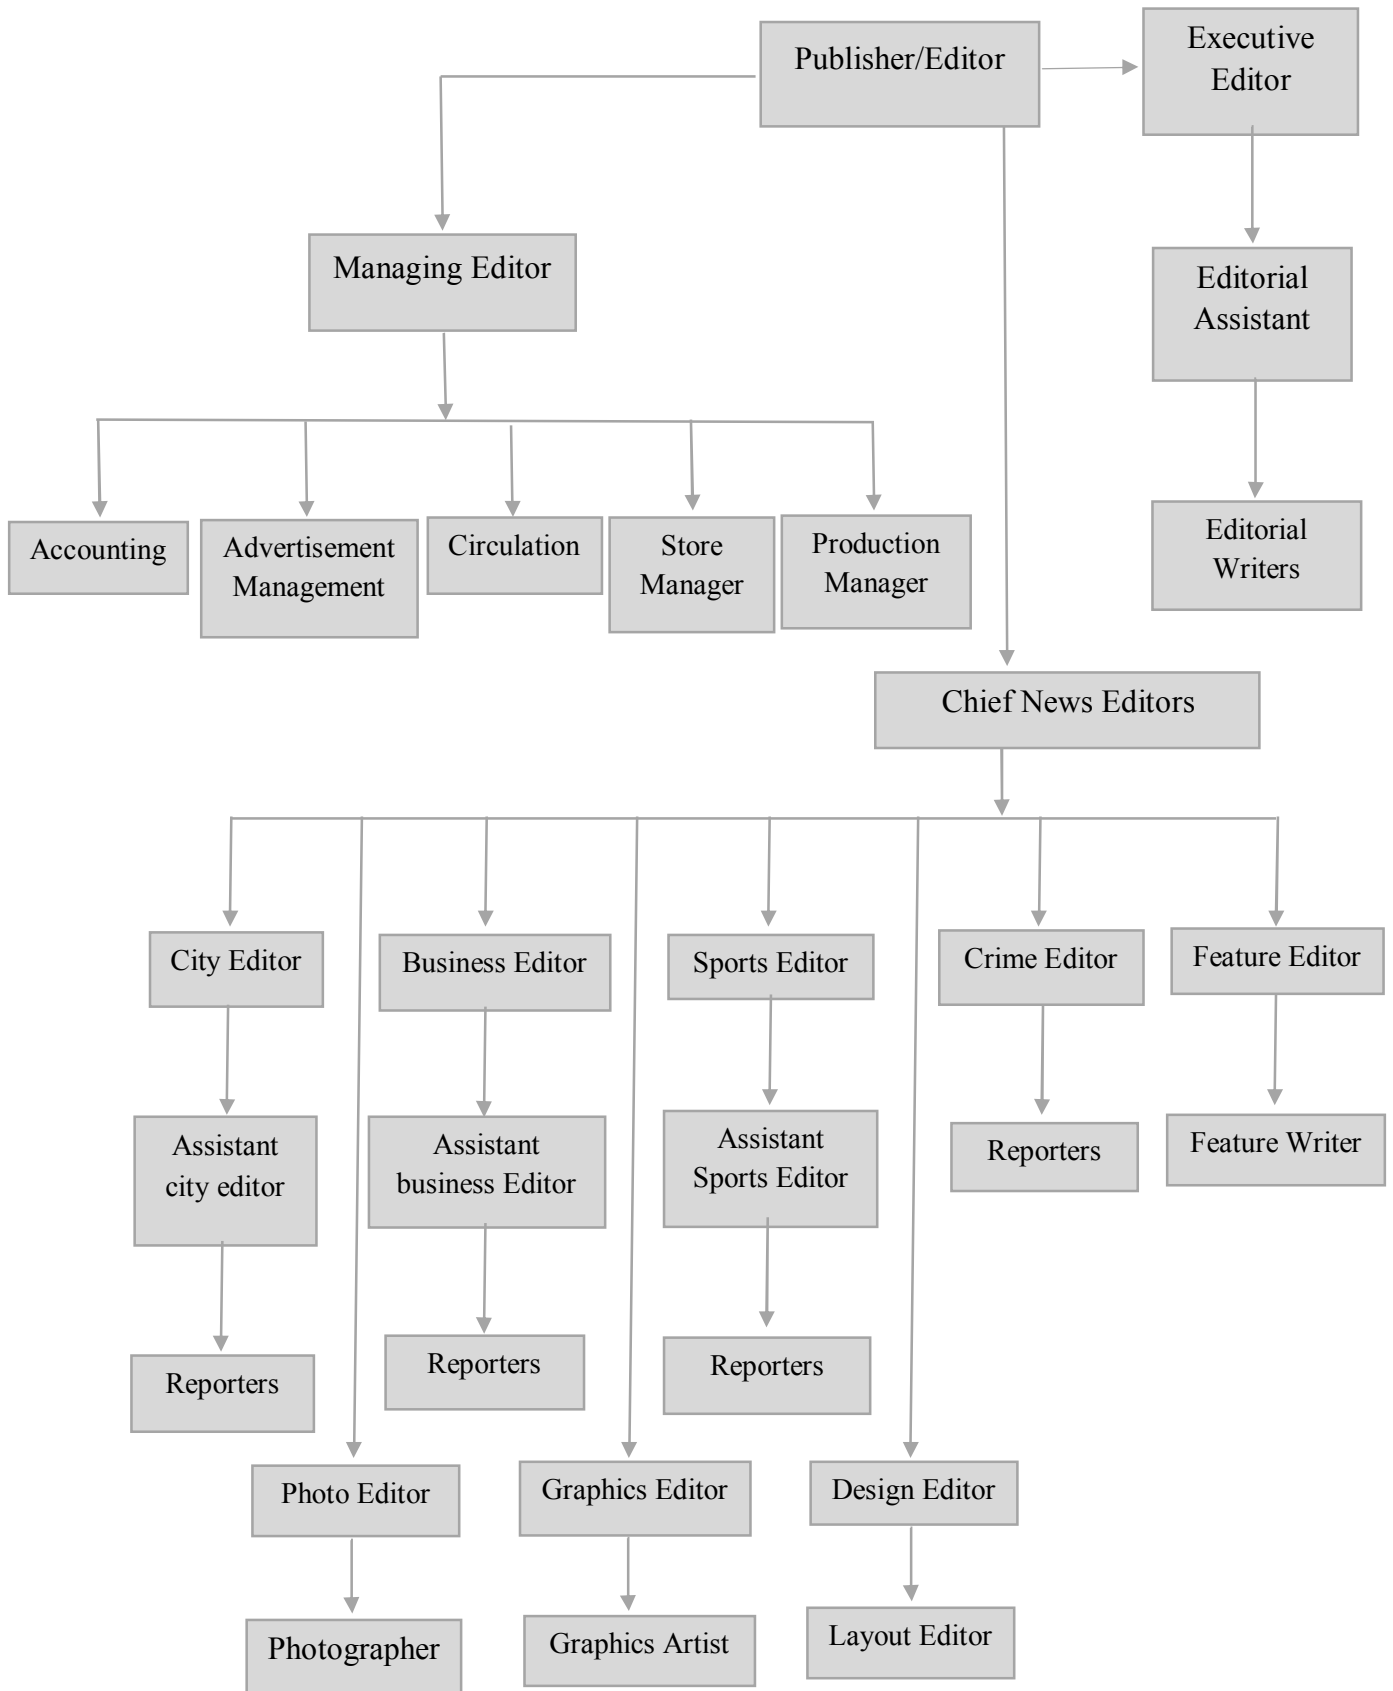 Publisher/Editor
Executive
Editor
Managing Editor
Editorial
Assistant
Accounting
Advertisement
Management
Circulation
Store
Manager
Production
Manager
Editorial
Writers
Chief News Editors
City Editor
Business Editor
Sports Editor
Crime Editor
Feature Editor
Assistant
city editor
Assistant
business Editor
Assistant
Sports Editor
Reporters
Feature Writer
Reporters
Reporters
Reporters
Photo Editor
Graphics Editor
Design Editor
Photographer
Graphics Artist
Layout Editor